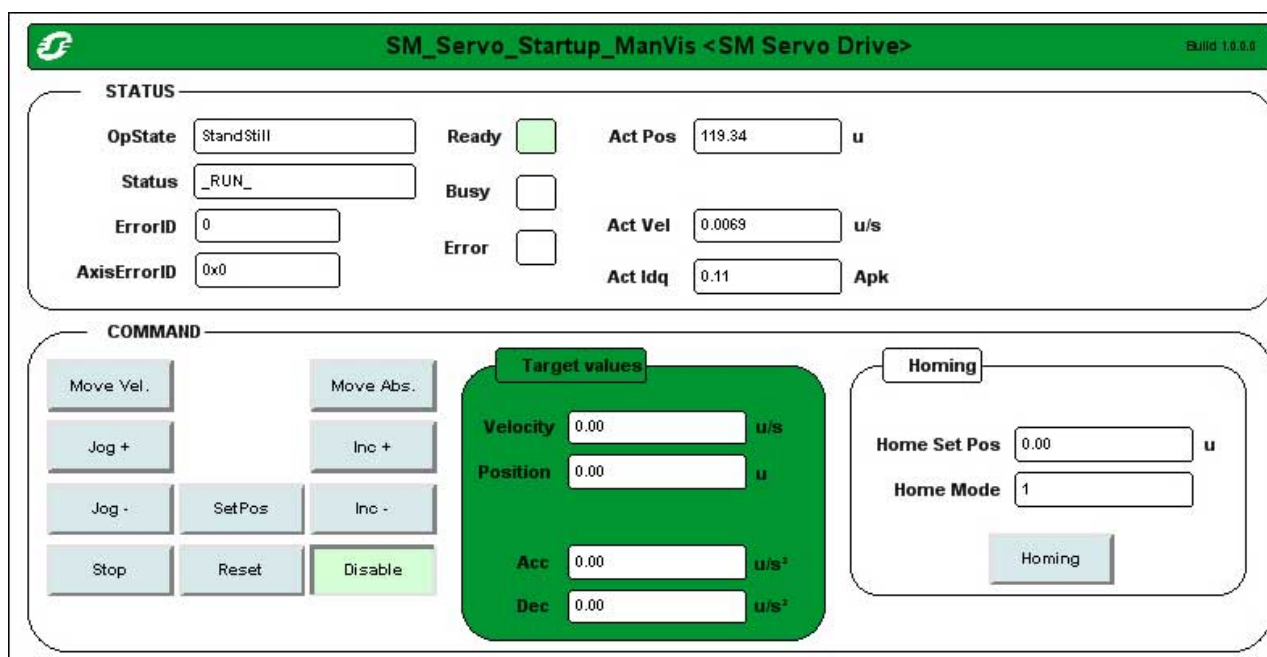 SM_Servo_Startup_ManVis <SM Servo Drive>
Build 1.0.0.0
STATUS
OpState StandStill Ready Act Pos 119.34 u
Status _RUN_ Busy
ErrorID 0 Error Act Vel 0.0069 u/s
AxisErrorID 0x0 Act Idq 0.11 Apk
COMMAND
Move Vel. Move Abs.
Jog + Inc +
Jog - SetPos Inc -
Stop Reset Disable
Target values
Velocity 0.00 u/s
Position 0.00 u
Acc 0.00 u/s²
Dec 0.00 u/s²
Homing
Home Set Pos 0.00 u
Home Mode 1
Homing